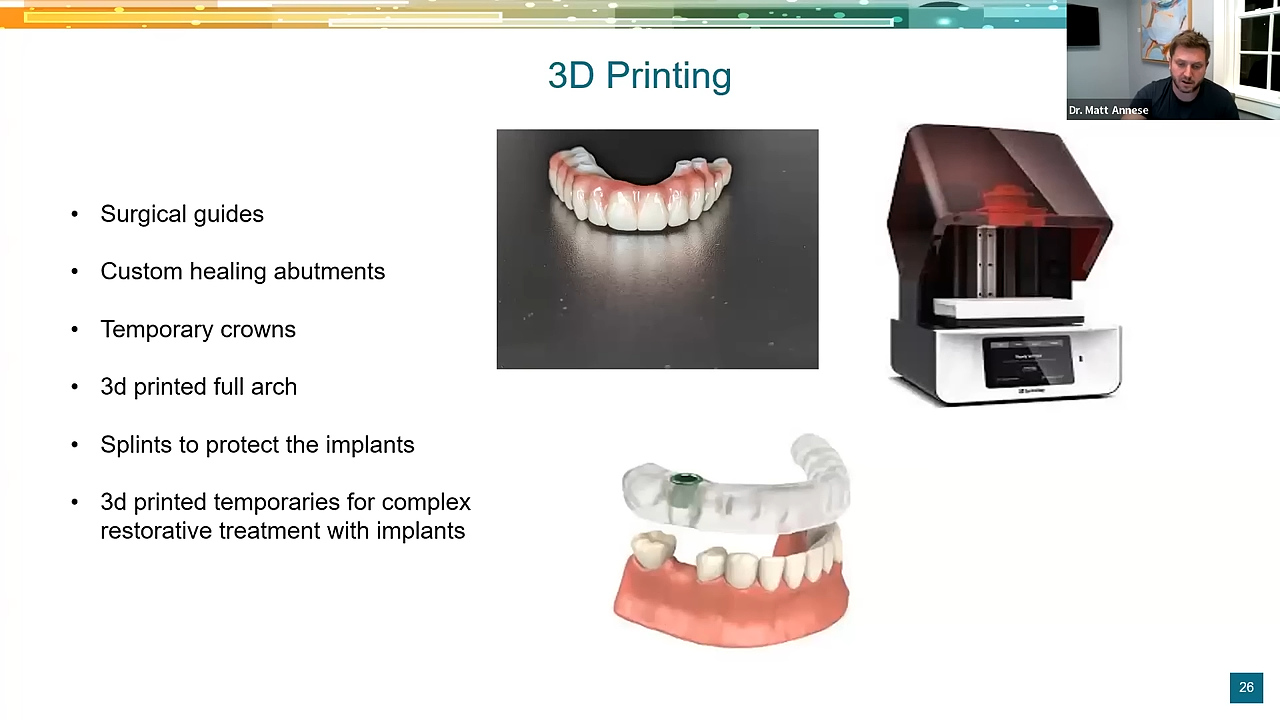 3D Printing
Dr. Matt Annese
• Surgical guides
• Custom healing abutments
• Temporary crowns
• 3d printed full arch
• Splints to protect the implants
• 3d printed temporaries for complex
restorative treatment with implants
26